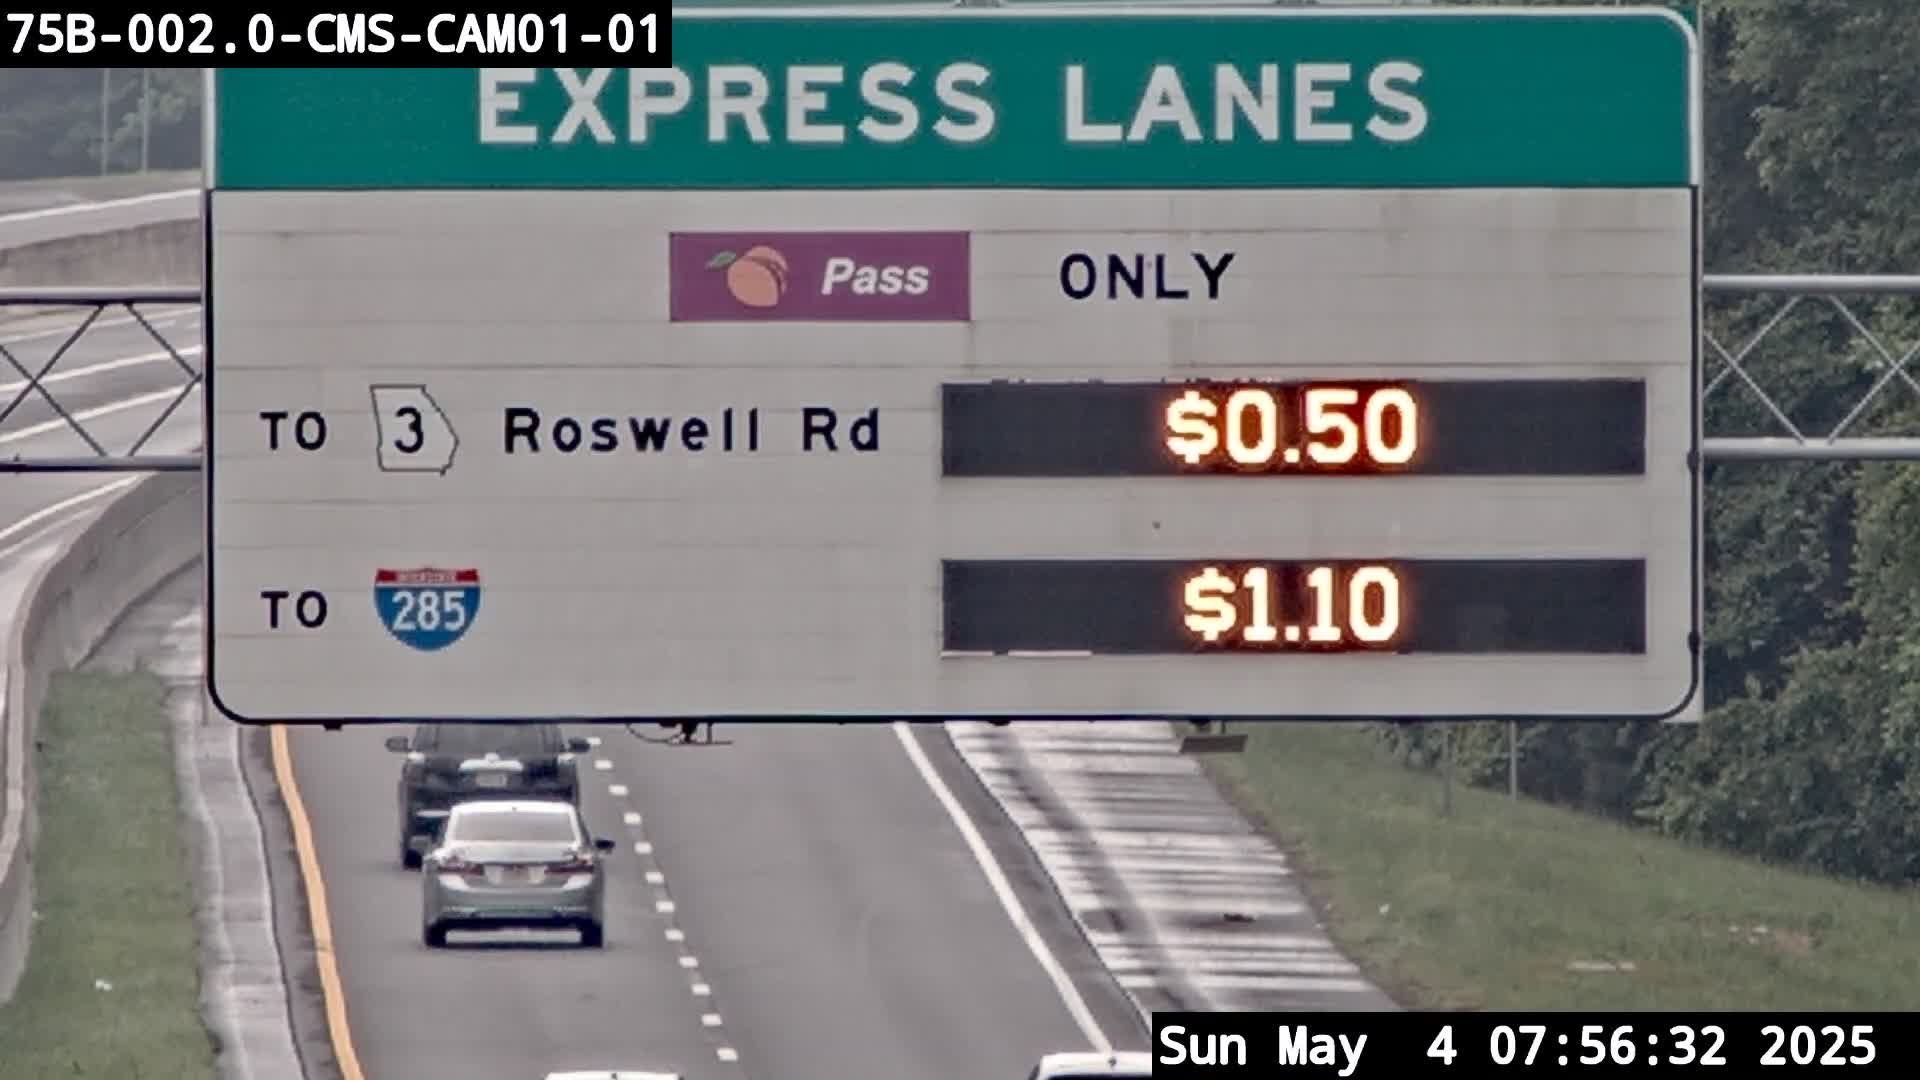 75B-002.0-CMS-CAM01-01
EXPRESS LANES
Pass ONLY
TO 3 Roswell Rd $0.50
TO 285 $1.10
Sun May 4 07:56:32 2025